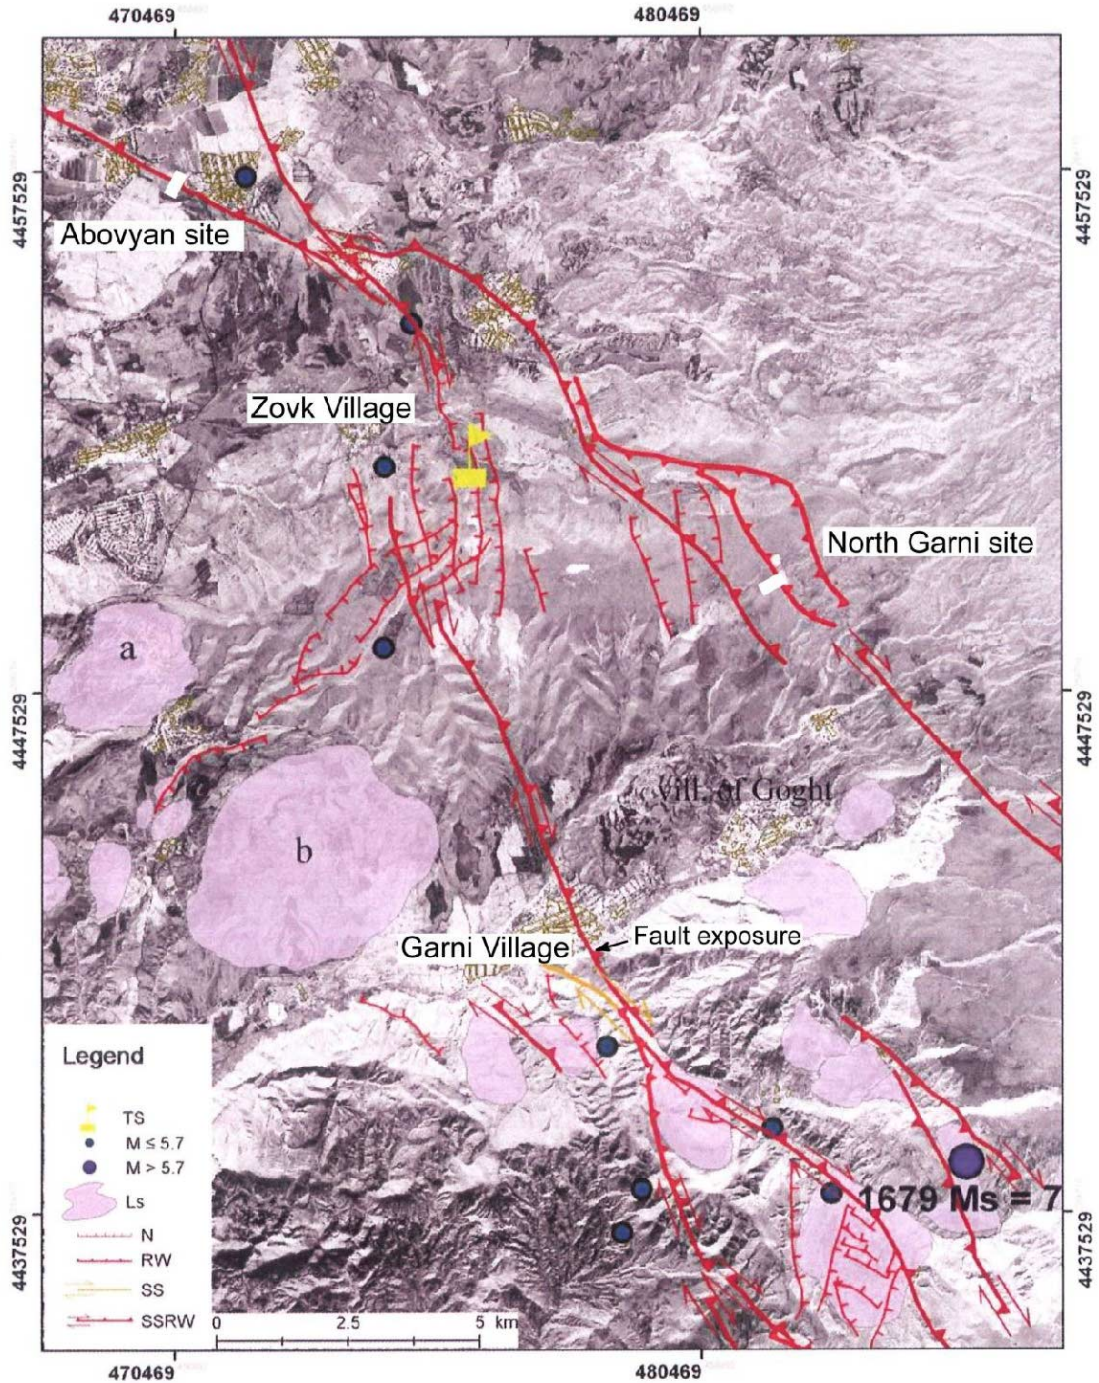 470469
480469
4457529
4457529
Abovyan site
Zovk Village
North Garni site
a
4447529
4447529
Vill. of Goght
b
Garni Village
Fault exposure
Legend
TS
M ≤ 5.7
M > 5.7
Ls
N
RW
SS
SSRW
1679 Ms = 7
4437529
4437529
0 2.5 5 km
470469
480469